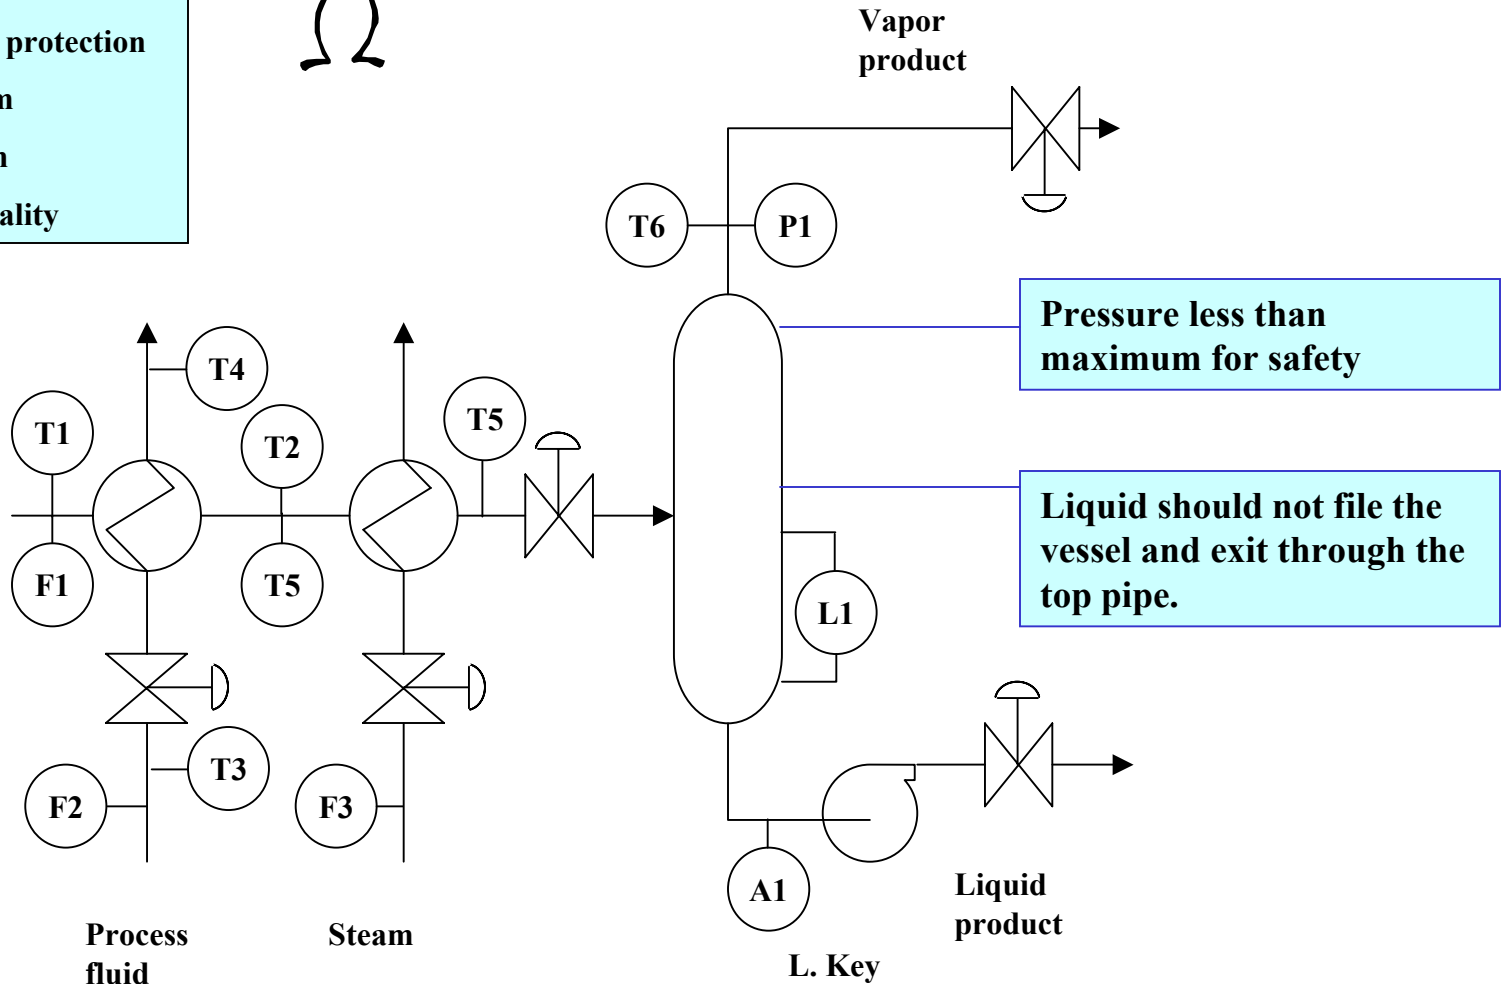 protection
Vapor
product
T6
P1
Pressure less than
maximum for safety
T4
T1
T2
T5
Liquid should not file the
vessel and exit through the
top pipe.
F1
T5
L1
F2
T3
F3
A1
Liquid
product
Process
fluid
Steam
L. Key